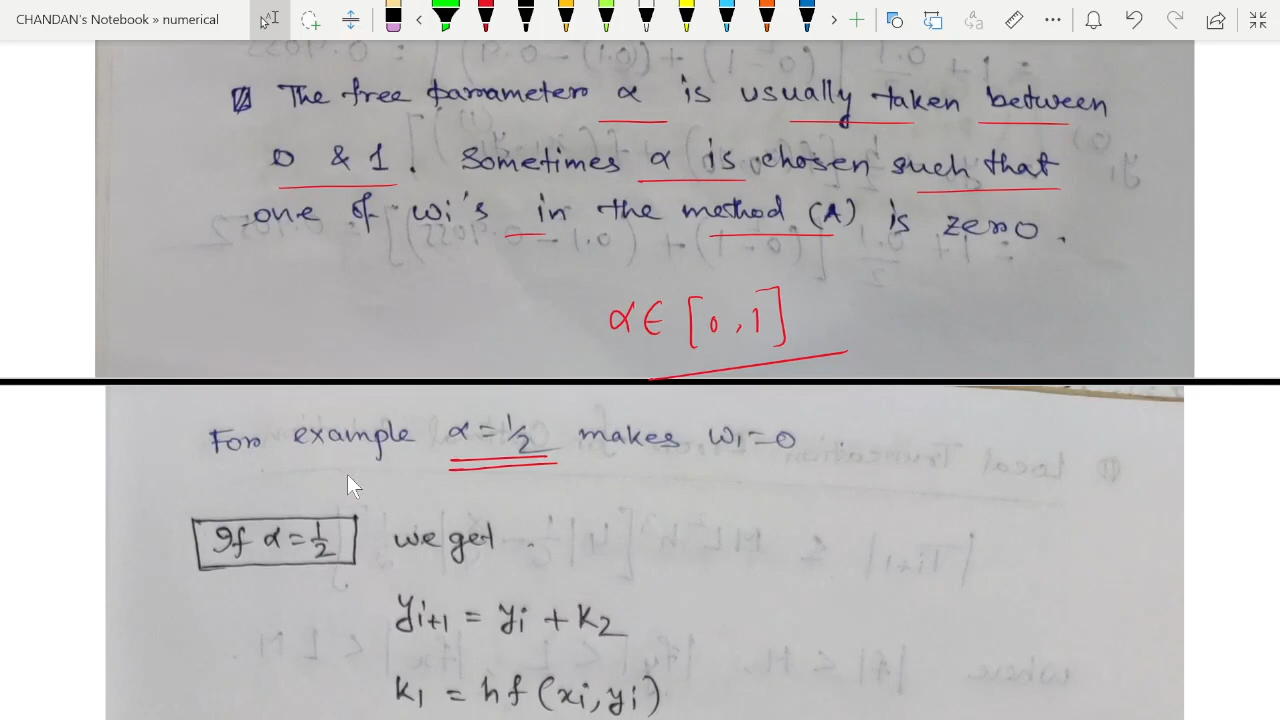 CHANDAN's Notebook » numerical
The free parameter α is usually taken between
0 & 1. Sometimes α is chosen such that
one of wi's in the method (A) is zero.
α ∈ [0,1]
For example α = 1/2 makes w1 = 0
If α = 1/2 we get.
yi+1 = yi + K2
K1 = hf(xi, yi)